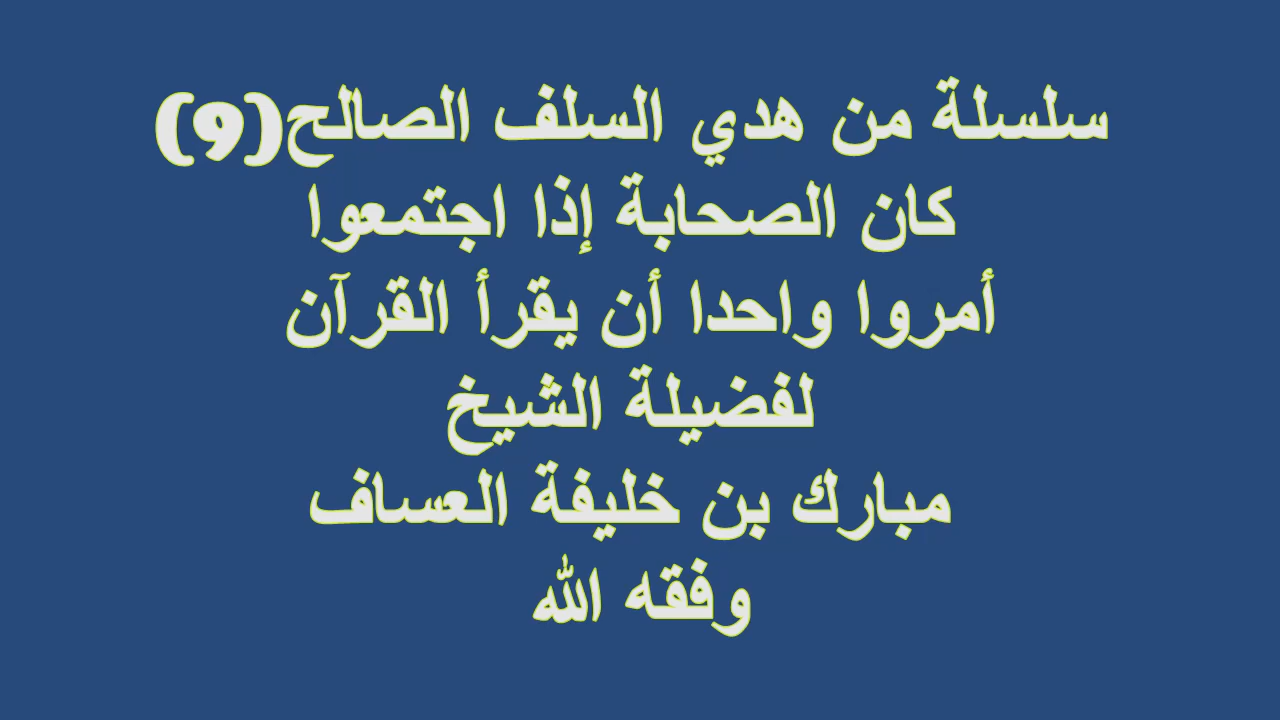 سلسلة من هدي السلف الصالح(9)
كان الصحابة إذا اجتمعوا
أمروا واحدا أن يقرأ القرآن
لفضيلة الشيخ
مبارك بن خليفة العساف
وفقه الله